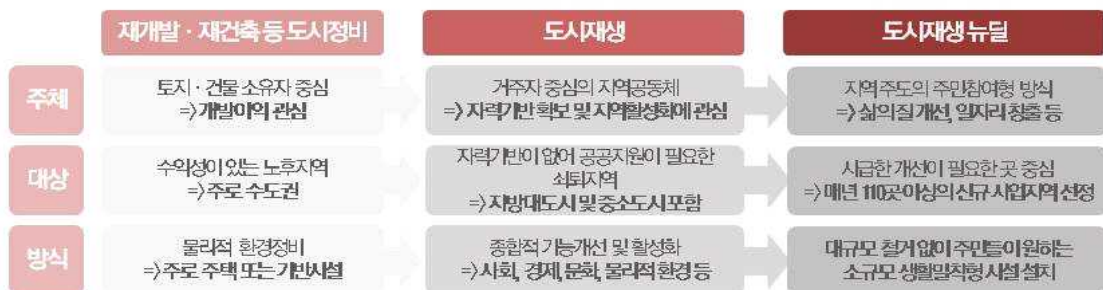 재개발·재건축 등 도시정비
도시재생
도시재생 뉴딜
주체
토지·건물 소유자 중심
=> 개발이익 관심
거주자 중심의 지역공동체
=> 자력기반 확보 및 지역활성화에 관심
지역 주도의 주민참여형 방식
=> 삶의 질 개선, 일자리 창출 등
대상
수익성이 있는 노후지역
=> 주로 수도권
자력기반이 없어 공공지원이 필요한
쇠퇴지역
=> 지방대도시 및 중소도시 포함
시급한 개선이 필요한 곳 중심
=> 매년 110곳 이상의 신규 사업지역 선정
방식
물리적 환경정비
=> 주로 주택 또는 기반시설
종합적 기능개선 및 활성화
=> 사회, 경제, 문화, 물리적 환경 등
대규모 철거 없이 주민들이 원하는
소규모 생활밀착형 시설 설치